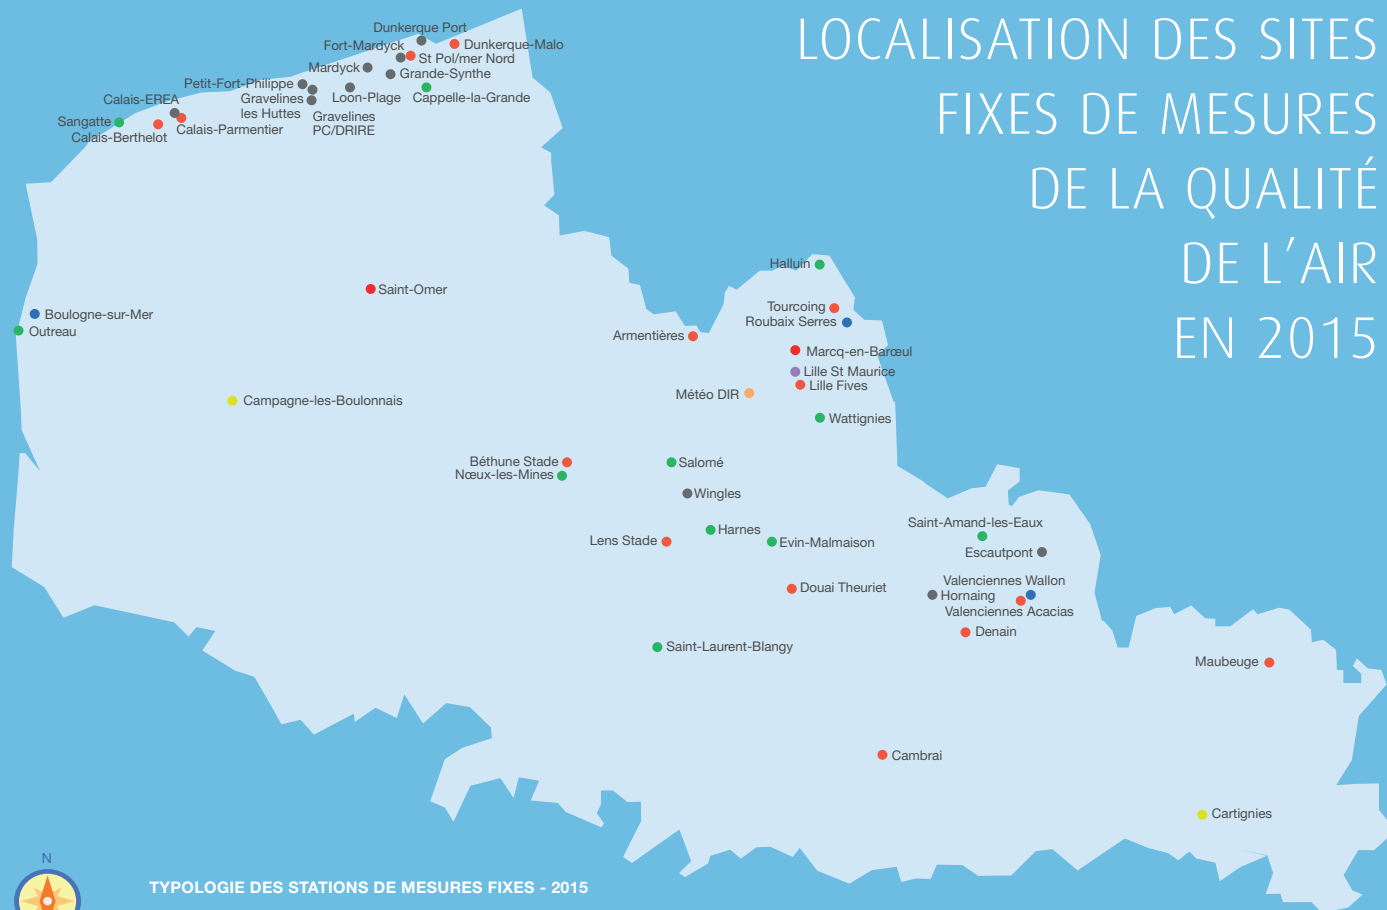 LOCALISATION DES SITES
FIXES DE MESURES
DE LA QUALITÉ
DE L'AIR
EN 2015
Dunkerque Port
Fort-Mardyck
Dunkerque-Malo
St Pol/mer Nord
Mardyck
Grande-Synthe
Petit-Fort-Philippe
Gravelines
les Huttes
Loon-Plage
Cappelle-la-Grande
Calais-EREA
Gravelines
PC/DRIRE
Sangatte
Calais-Parmentier
Calais-Berthelot
Halluin
Saint-Omer
Tourcoing
Boulogne-sur-Mer
Roubaix Serres
Outreau
Armentières
Marcq-en-Barœul
Lille St Maurice
Lille Fives
Météo DIR
Campagne-les-Boulonnais
Wattignies
Béthune Stade
Salomé
Nœux-les-Mines
Wingles
Saint-Amand-les-Eaux
Harnes
Lens Stade
Evin-Malmaison
Escautpont
Valenciennes Wallon
Douai Theuriet
Hornaing
Valenciennes Acacias
Denain
Saint-Laurent-Blangy
Maubeuge
Cambrai
Cartignies
N
TYPOLOGIE DES STATIONS DE MESURES FIXES - 2015